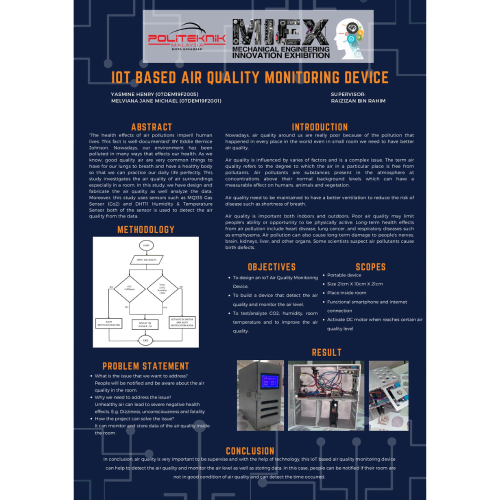 POLITEKNIK
MALAYSIA
KOTA KINABALU
MIEX
MECHANICAL ENGINEERING
INNOVATION EXHIBITION
IOT BASED AIR QUALITY MONITORING DEVICE
YASMINE HENRY (07DEM19F2005)
MELVIANA JANE MICHAEL (07DEM19F2001)
SUPERVISOR:
RAIZIZAN BIN RAHIM
ABSTRACT
"The health effects of air pollutions imperil human
lives. This fact is well-documented" BY Eddie Bernice
Johnson. Nowadays, our environment has been
polluted in many ways that effects our health. As we
know, good quality air are very common things to
have for our lungs to breath and have a healthy body
so that we can practice our daily life perfectly. This
study investigates the air quality of air surroundings
especially in a room. In this study, we have design and
fabricate the air quality as well analyze the data.
Moreover, this study uses sensors as MQ135 Gas
Sensor (Co2) and DHT11 Humidity & Temperature
Sensor both of the sensor is used to detect the air
quality from the data.
METHODOLOGY
PROBLEM STATEMENT
What is the issue that we want to address?
People will be notified and be aware about the air
quality in the room.
Why we need to address the issue?
Unhealthy air can lead to severe negative health
effects. E.g. Dizziness, unconsciousness and fatality.
How the project can solve the issue?
It can monitor and store data of the air quality inside
the room
INTRODUCTION
Nowadays, air quality around us are really poor because of the pollution that
happened in every place in the world even in small room we need to have better
air quality.
Air quality is influenced by varies of factors and is a complex issue. The term air
quality refers to the degree to which the air in a particular place is free from
pollutants. Air pollutants are substances present in the atmosphere at
concentrations above their normal background levels which can have a
measurable effect on humans, animals and vegetation.
Air quality need to be maintained to have a better ventilation to reduce the risk of
disease such as shortness of breath.
Air quality is important both indoors and outdoors. Poor air quality may limit
people's ability or opportunity to be physically active. Long-term health effects
from air pollution include heart disease, lung cancer, and respiratory diseases such
as emphysema. Air pollution can also cause long-term damage to people's nerves,
brain, kidneys, liver, and other organs. Some scientists suspect air pollutants cause
birth defects.
OBJECTIVES
To design an IoT Air Quality Monitoring
Device.
To build a device that detect the air
quality and monitor the air level.
To test/analyze CO2, humidity, room
temperature and to improve the air
quality.
SCOPES
Portable device
Size 21cm X 10cm X 21cm
Place inside room
Functional smartphone and internet
connection
Activate DC motor when reaches certain air
quality level
RESULT
CONCLUSION
In conclusion, air quality is very important to be supervise and with the help of technology, this IoT based air quality monitoring device
can help to detect the air quality and monitor the air level as well as storing data. In this case, people can be notified if their room are
not in good condition of air quality and can detect the time occurred.